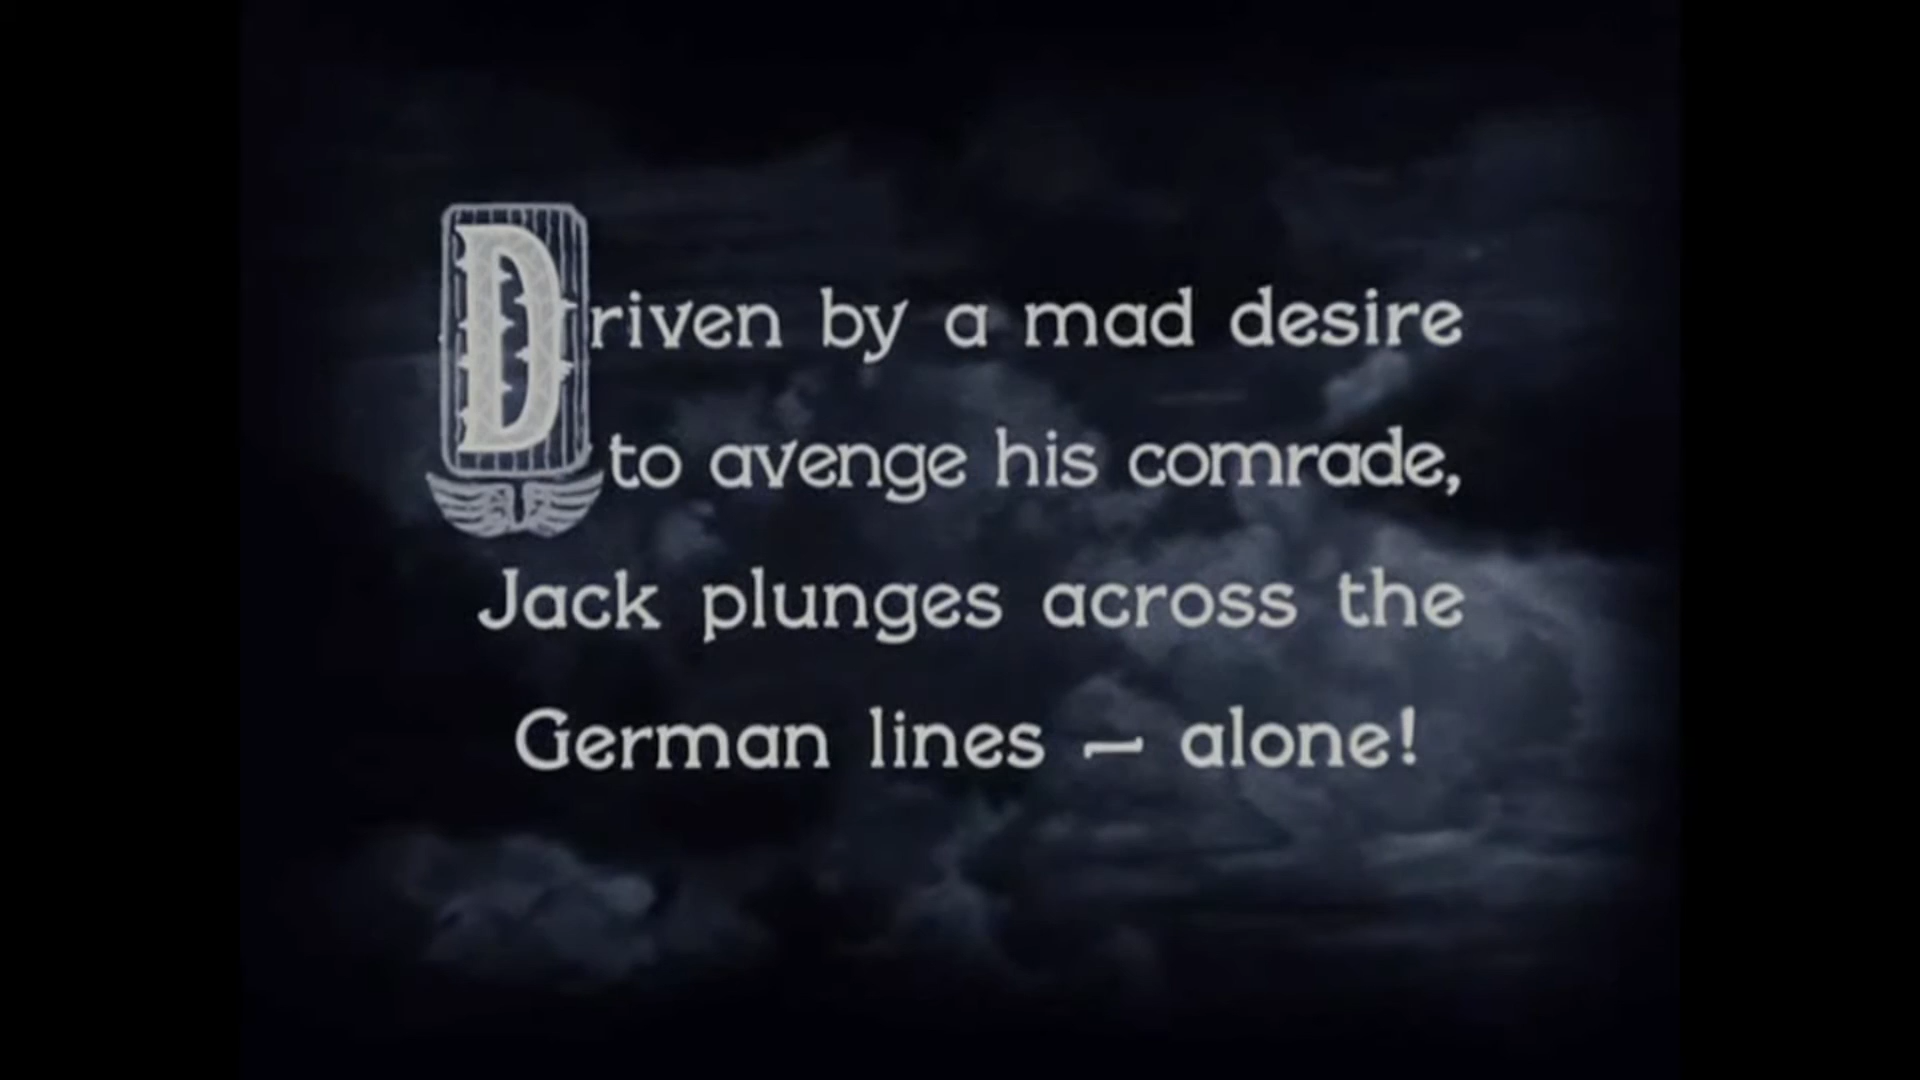 Driven by a mad desire
to avenge his comrade,
Jack plunges across the
German lines — alone!